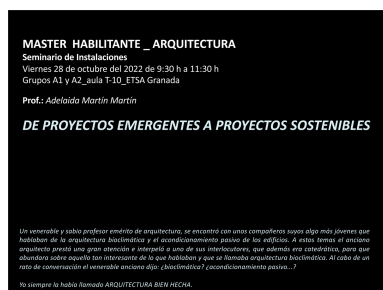 MASTER HABILITANTE _ ARQUITECTURA
Seminario de Instalaciones
Viernes 28 de octubre del 2022 de 9:30 h a 11:30 h
Grupos A1 y A2_aula T-10_ETSA Granada
Prof.: Adelaida Martín Martín
DE PROYECTOS EMERGENTES A PROYECTOS SOSTENIBLES
Un venerable y sabio profesor emérito de arquitectura, se encontró con unos compañeros suyos algo más jóvenes que
hablaban de la arquitectura bioclimática y el acondicionamiento pasivo de los edificios. A estos temas el anciano
arquitecto prestó una gran atención e interpeló a uno de sus interlocutores, que además era catedrático, para que
abundara sobre aquello tan interesante de lo que hablaban y que se llamaba arquitectura bioclimática. Al cabo de un
rato de conversación el venerable anciano dijo: ¿bioclimática? ¿acondicionamiento pasivo...?
Yo siempre la había llamado ARQUITECTURA BIEN HECHA.